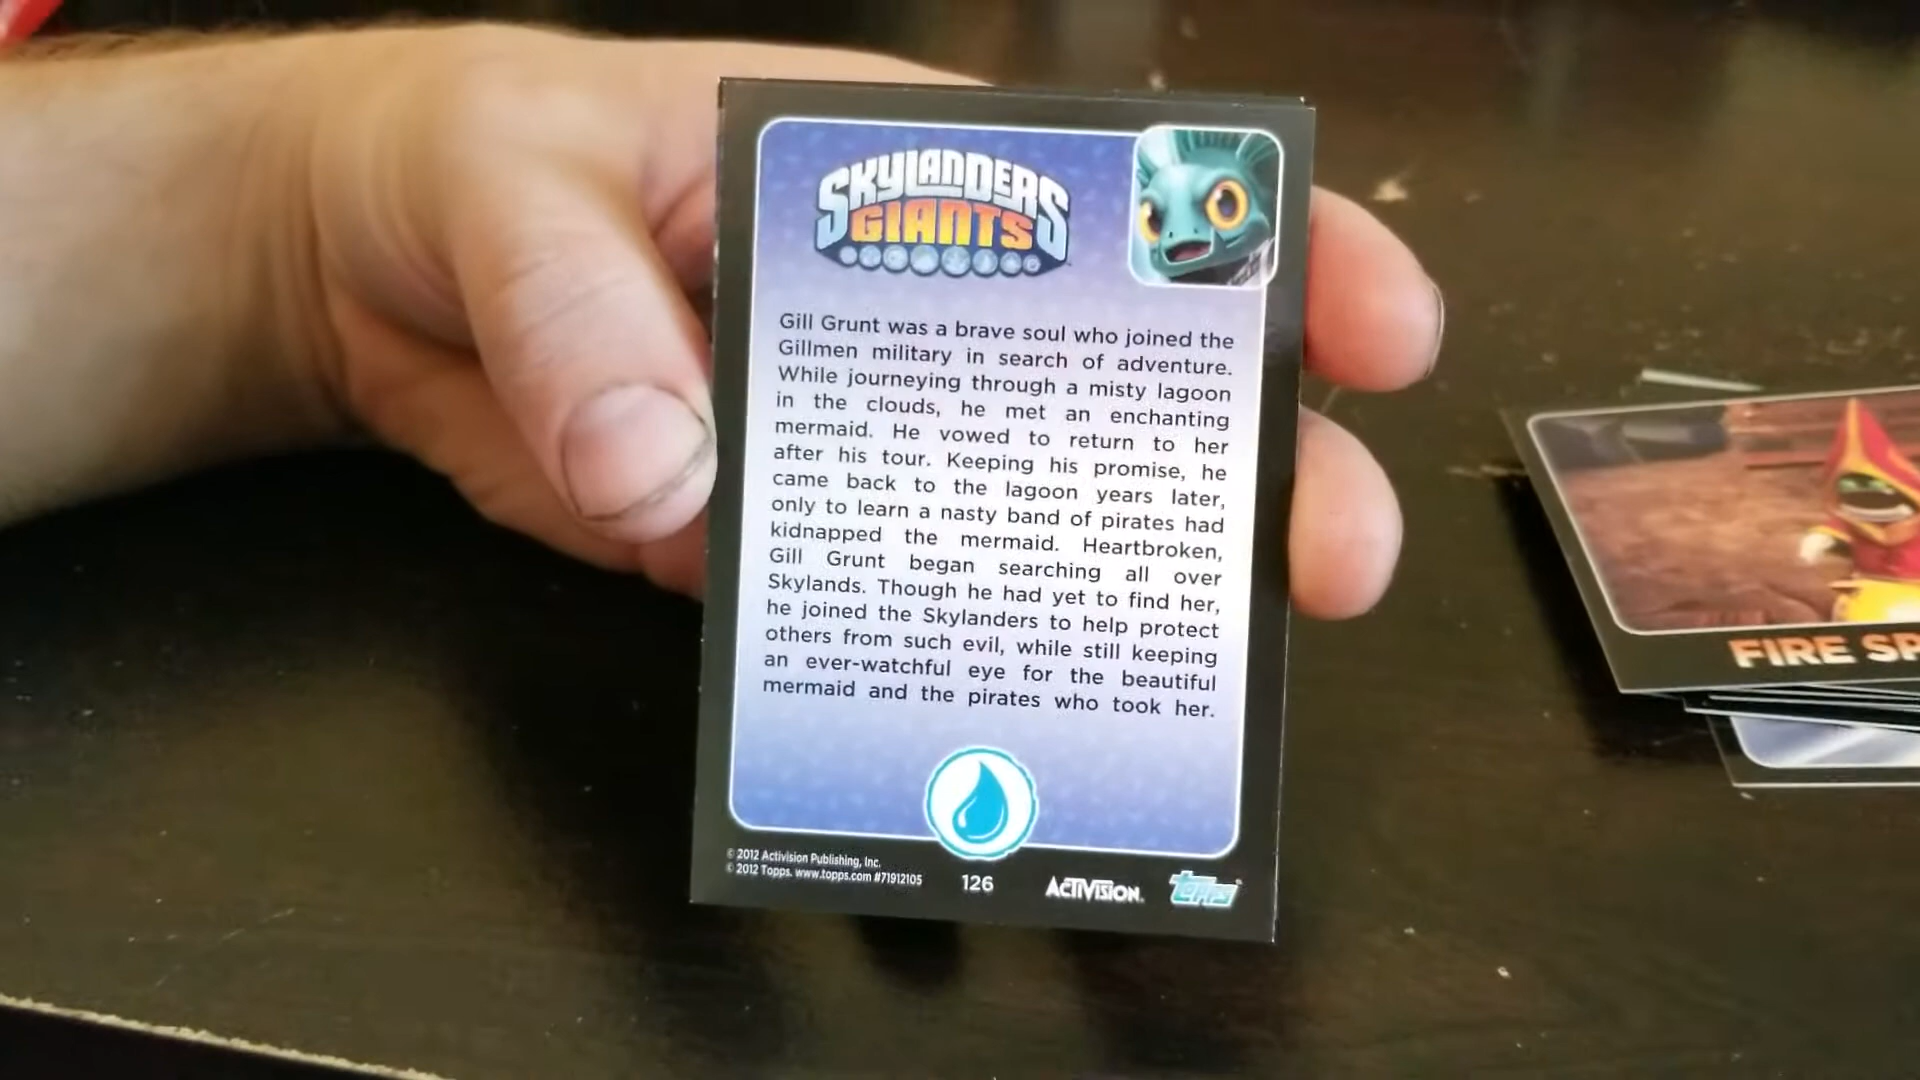 SKYLANDERS
GIANTS
Gill Grunt was a brave soul who joined the
Gillmen military in search of adventure.
While journeying through a misty lagoon
in the clouds, he met an enchanting
mermaid. He vowed to return to her
after his tour. Keeping his promise, he
came back to the lagoon years later,
only to learn a nasty band of pirates had
kidnapped the mermaid. Heartbroken,
Gill Grunt began searching all over
Skylands. Though he had yet to find her,
he joined the Skylanders to help protect
others from such evil, while still keeping
an ever-watchful eye for the beautiful
mermaid and the pirates who took her.
© 2012 Activision Publishing, Inc.
© 2012 Topps. www.topps.com #71912105
126
ACTIVISION.
topps
FIRE SP